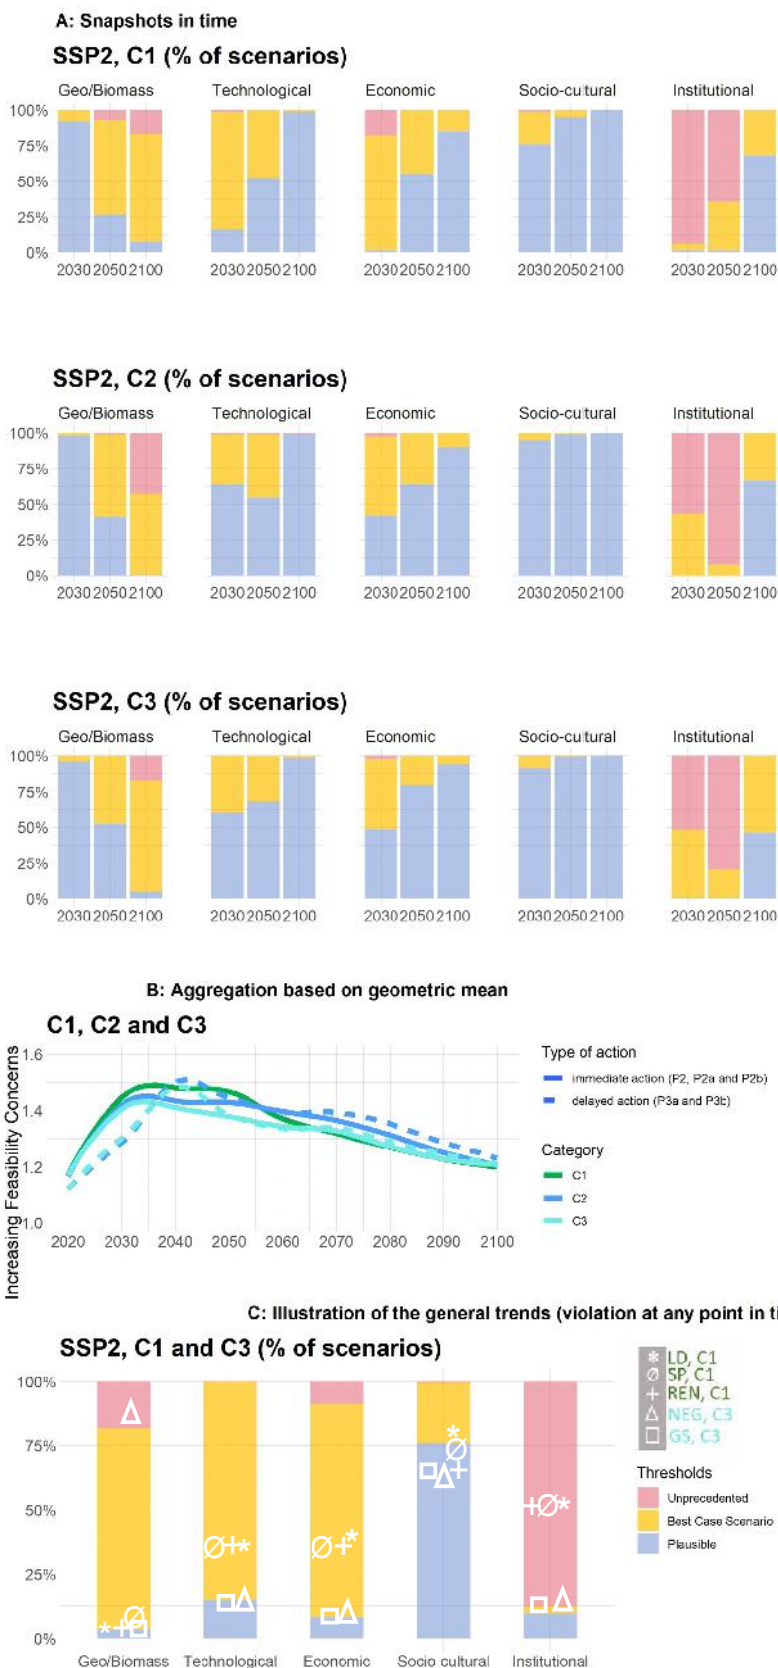 A: Snapshots in time
SSP2, C1 (% of scenarios)
Geo/Biomass Technological Economic Socio-cultural Institutional
100%
75%
50%
25%
0%
2030 2050 2100 2030 2050 2100 2030 2050 2100 2030 2050 2100 2030 2050 2100
SSP2, C2 (% of scenarios)
Geo/Biomass Technological Economic Socio-cultural Institutional
100%
75%
50%
25%
0%
2030 2050 2100 2030 2050 2100 2030 2050 2100 2030 2050 2100 2030 2050 2100
SSP2, C3 (% of scenarios)
Geo/Biomass Technological Economic Socio-cultural Institutional
100%
75%
50%
25%
0%
2030 2050 2100 2030 2050 2100 2030 2050 2100 2030 2050 2100 2030 2050 2100
B: Aggregation based on geometric mean
C1, C2 and C3
Increasing Feasibility Concerns
1.6
1.4
1.2
1.0
2020 2030 2040 2050 2060 2070 2080 2090 2100
Type of action
immediate action (P2, P2a and P2b)
delayed action (P3a and P3b)
Category
C1
C2
C3
C: Illustration of the general trends (violation at any point in ti
SSP2, C1 and C3 (% of scenarios)
100%
75%
50%
25%
0%
Geo/Biomass Technological Economic Socio cultural Institutional
* LD, C1
Ø SP, C1
+ REN, C1
△ NEG, C3
□ GS, C3
Thresholds
Unprecedented
Best Case Scenario
Plausible